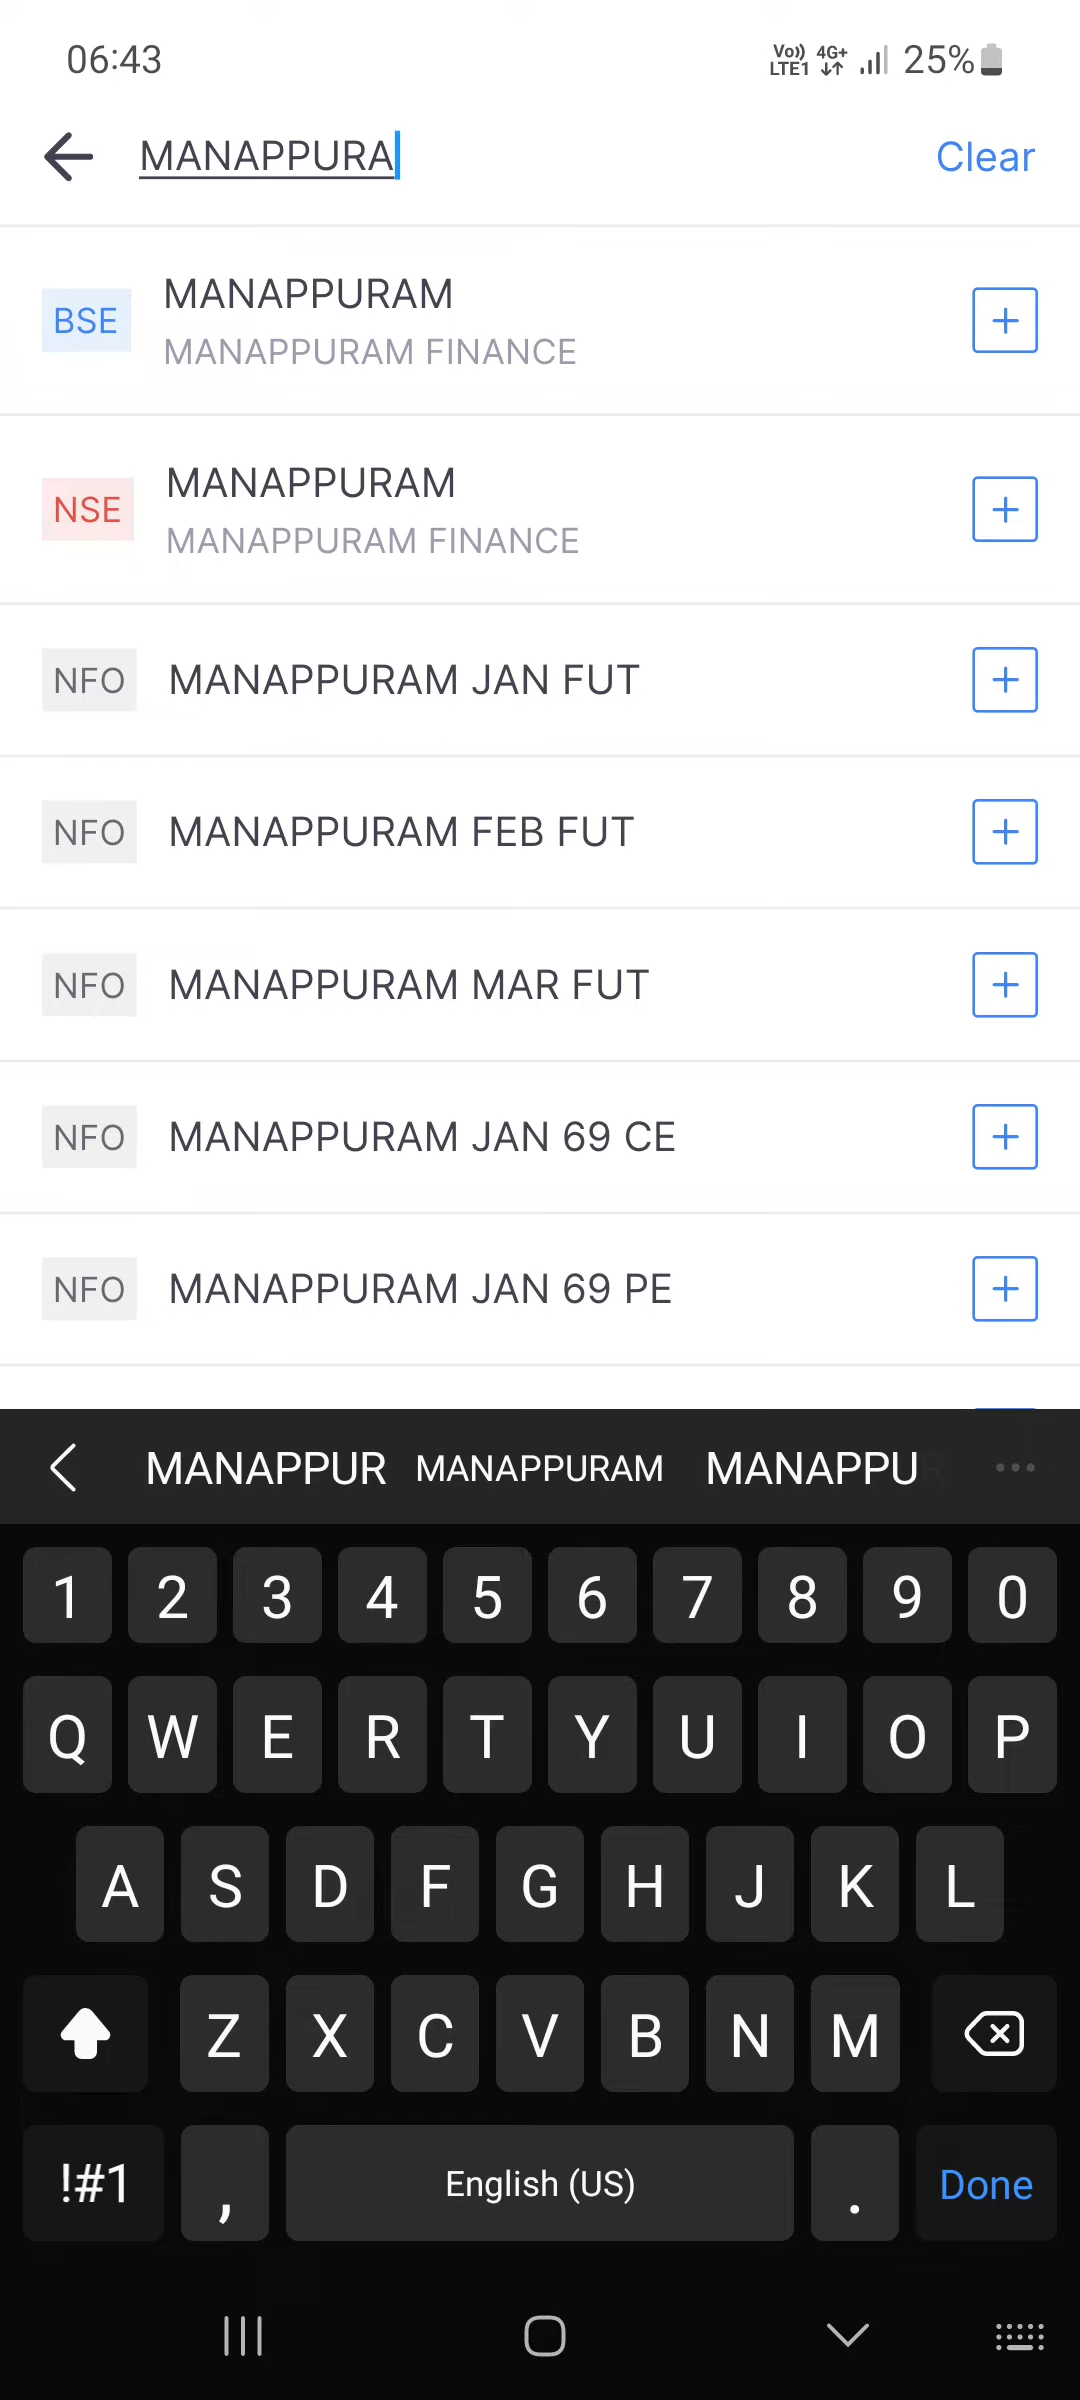 06:43 Vo)) LTE1 4G+ 25%
MANAPPURA Clear
BSE MANAPPURAM
MANAPPURAM FINANCE
NSE MANAPPURAM
MANAPPURAM FINANCE
NFO MANAPPURAM JAN FUT
NFO MANAPPURAM FEB FUT
NFO MANAPPURAM MAR FUT
NFO MANAPPURAM JAN 69 CE
NFO MANAPPURAM JAN 69 PE
MANAPPUR MANAPPURAM MANAPPUR
1 2 3 4 5 6 7 8 9 0
Q W E R T Y U I O P
A S D F G H J K L
Z X C V B N M
!#1 , English (US) . Done